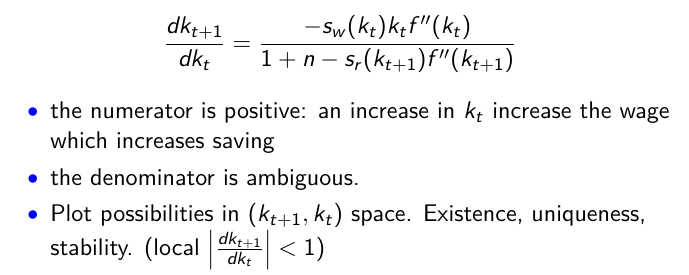 dk_{t+1}/dk_t = -s_w(k_t)k_t f''(k_t) / 1 + n - s_r(k_{t+1})f''(k_{t+1})
• the numerator is positive: an increase in k_t increase the wage
which increases saving
• the denominator is ambiguous.
• Plot possibilities in (k_{t+1}, k_t) space. Existence, uniqueness,
stability. (local |dk_{t+1}/dk_t| < 1)